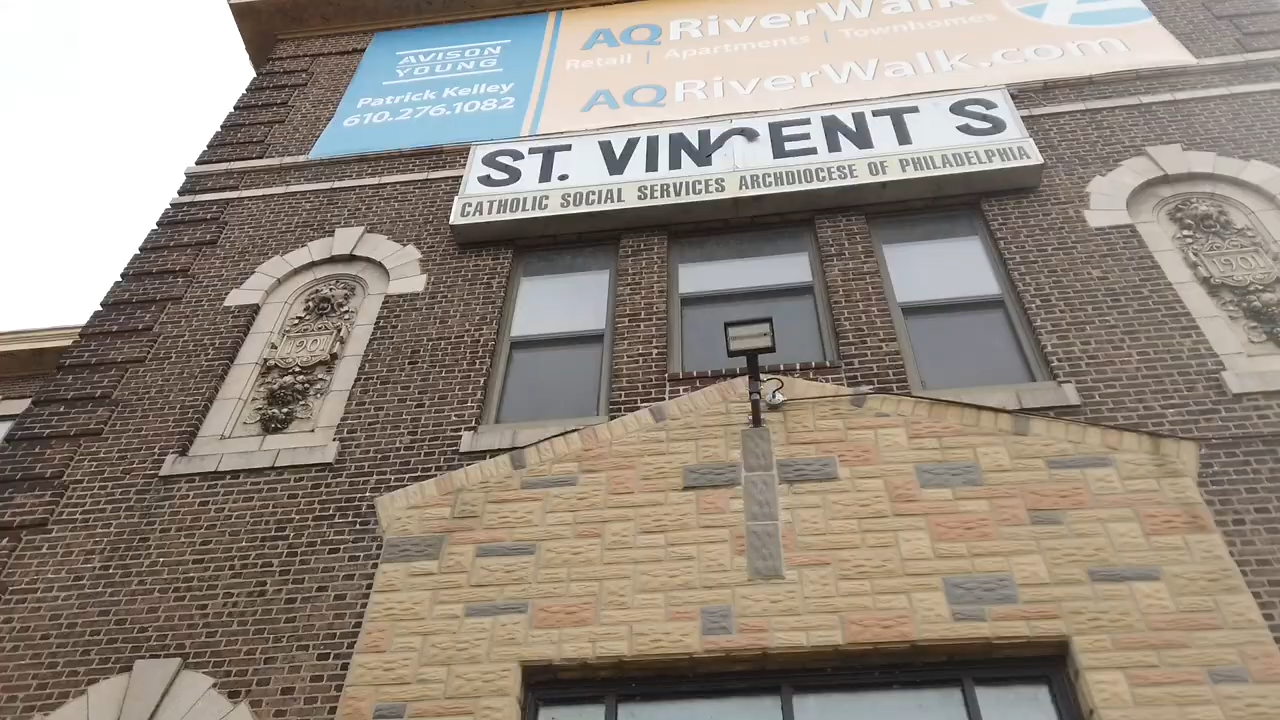 AVISON
YOUNG
Patrick Kelley
610.276.1082
AQRiverWalk
Retail | Apartments | Townhomes
AQRiverWalk.com
ST. VINCENT S
CATHOLIC SOCIAL SERVICES ARCHDIOCESE OF PHILADELPHIA
1901
1901